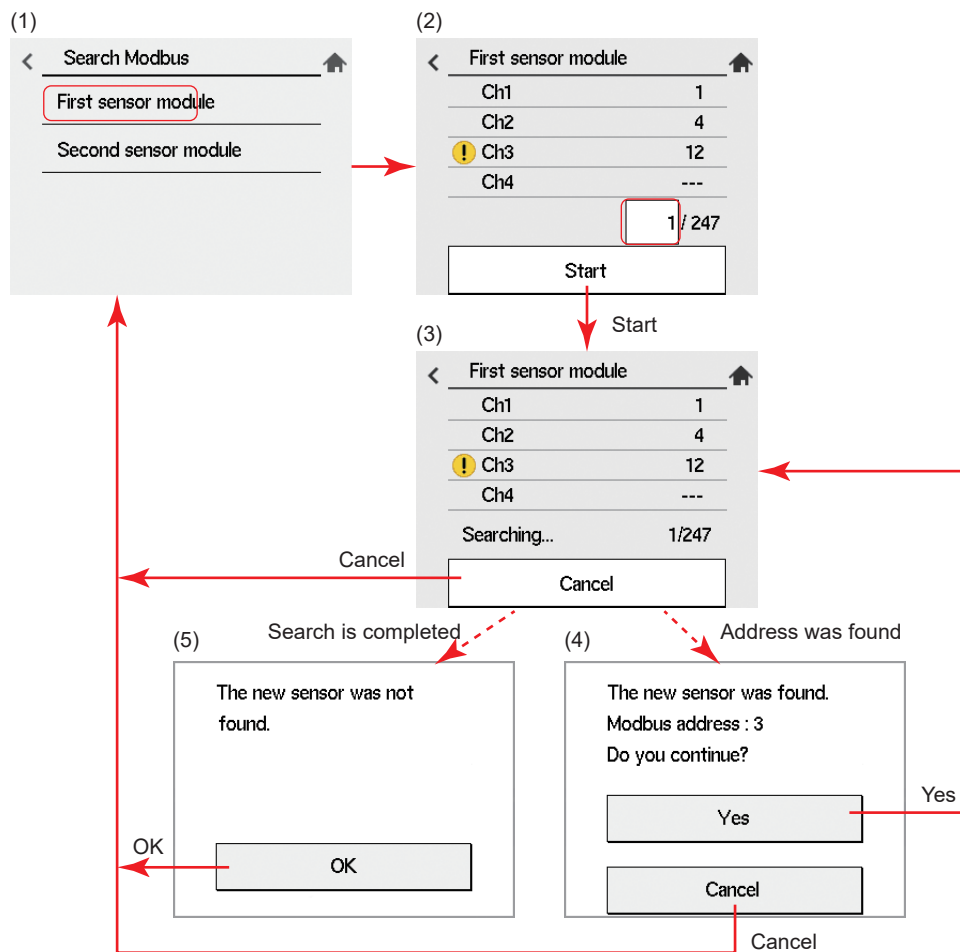 (1)
Search Modbus
First sensor module
Second sensor module
(2)
First sensor module
Ch1 1
Ch2 4
! Ch3 12
Ch4 ---
1 / 247
Start
Start
(3)
First sensor module
Ch1 1
Ch2 4
! Ch3 12
Ch4 ---
Searching... 1/247
Cancel
Cancel
Search is completed
Address was found
(5)
The new sensor was not
found.
OK
OK
(4)
The new sensor was found.
Modbus address : 3
Do you continue?
Yes
Yes
Cancel
Cancel